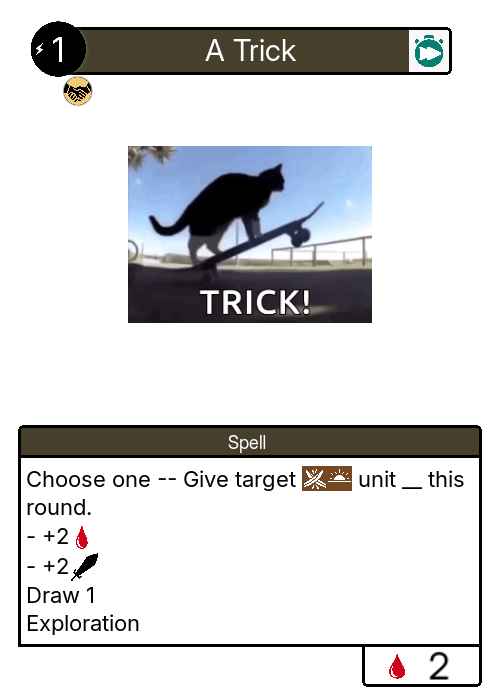 1 A Trick
TRICK!
Spell
Choose one -- Give target unit __ this
round.
- +2
- +2
Draw 1
Exploration
2